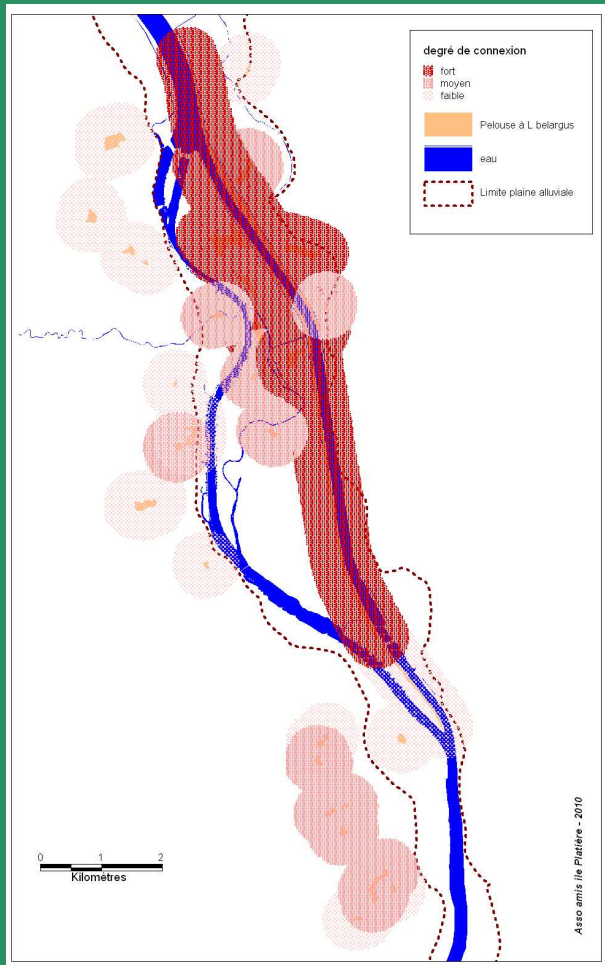 degré de connexion
fort
moyen
faible
Pelouse à L belargus
eau
Limite plaine alluviale
0 1 2
Kilomètres
Asso amis ile Platière - 2010